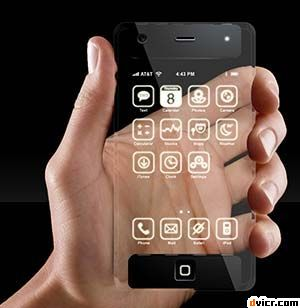 AT&T 4:43 PM
8
Text Calendar Photos Camera
Calculator Stocks Maps Weather
iTunes Clock Settings
Phone Mail Safari iPod
dvicr.com